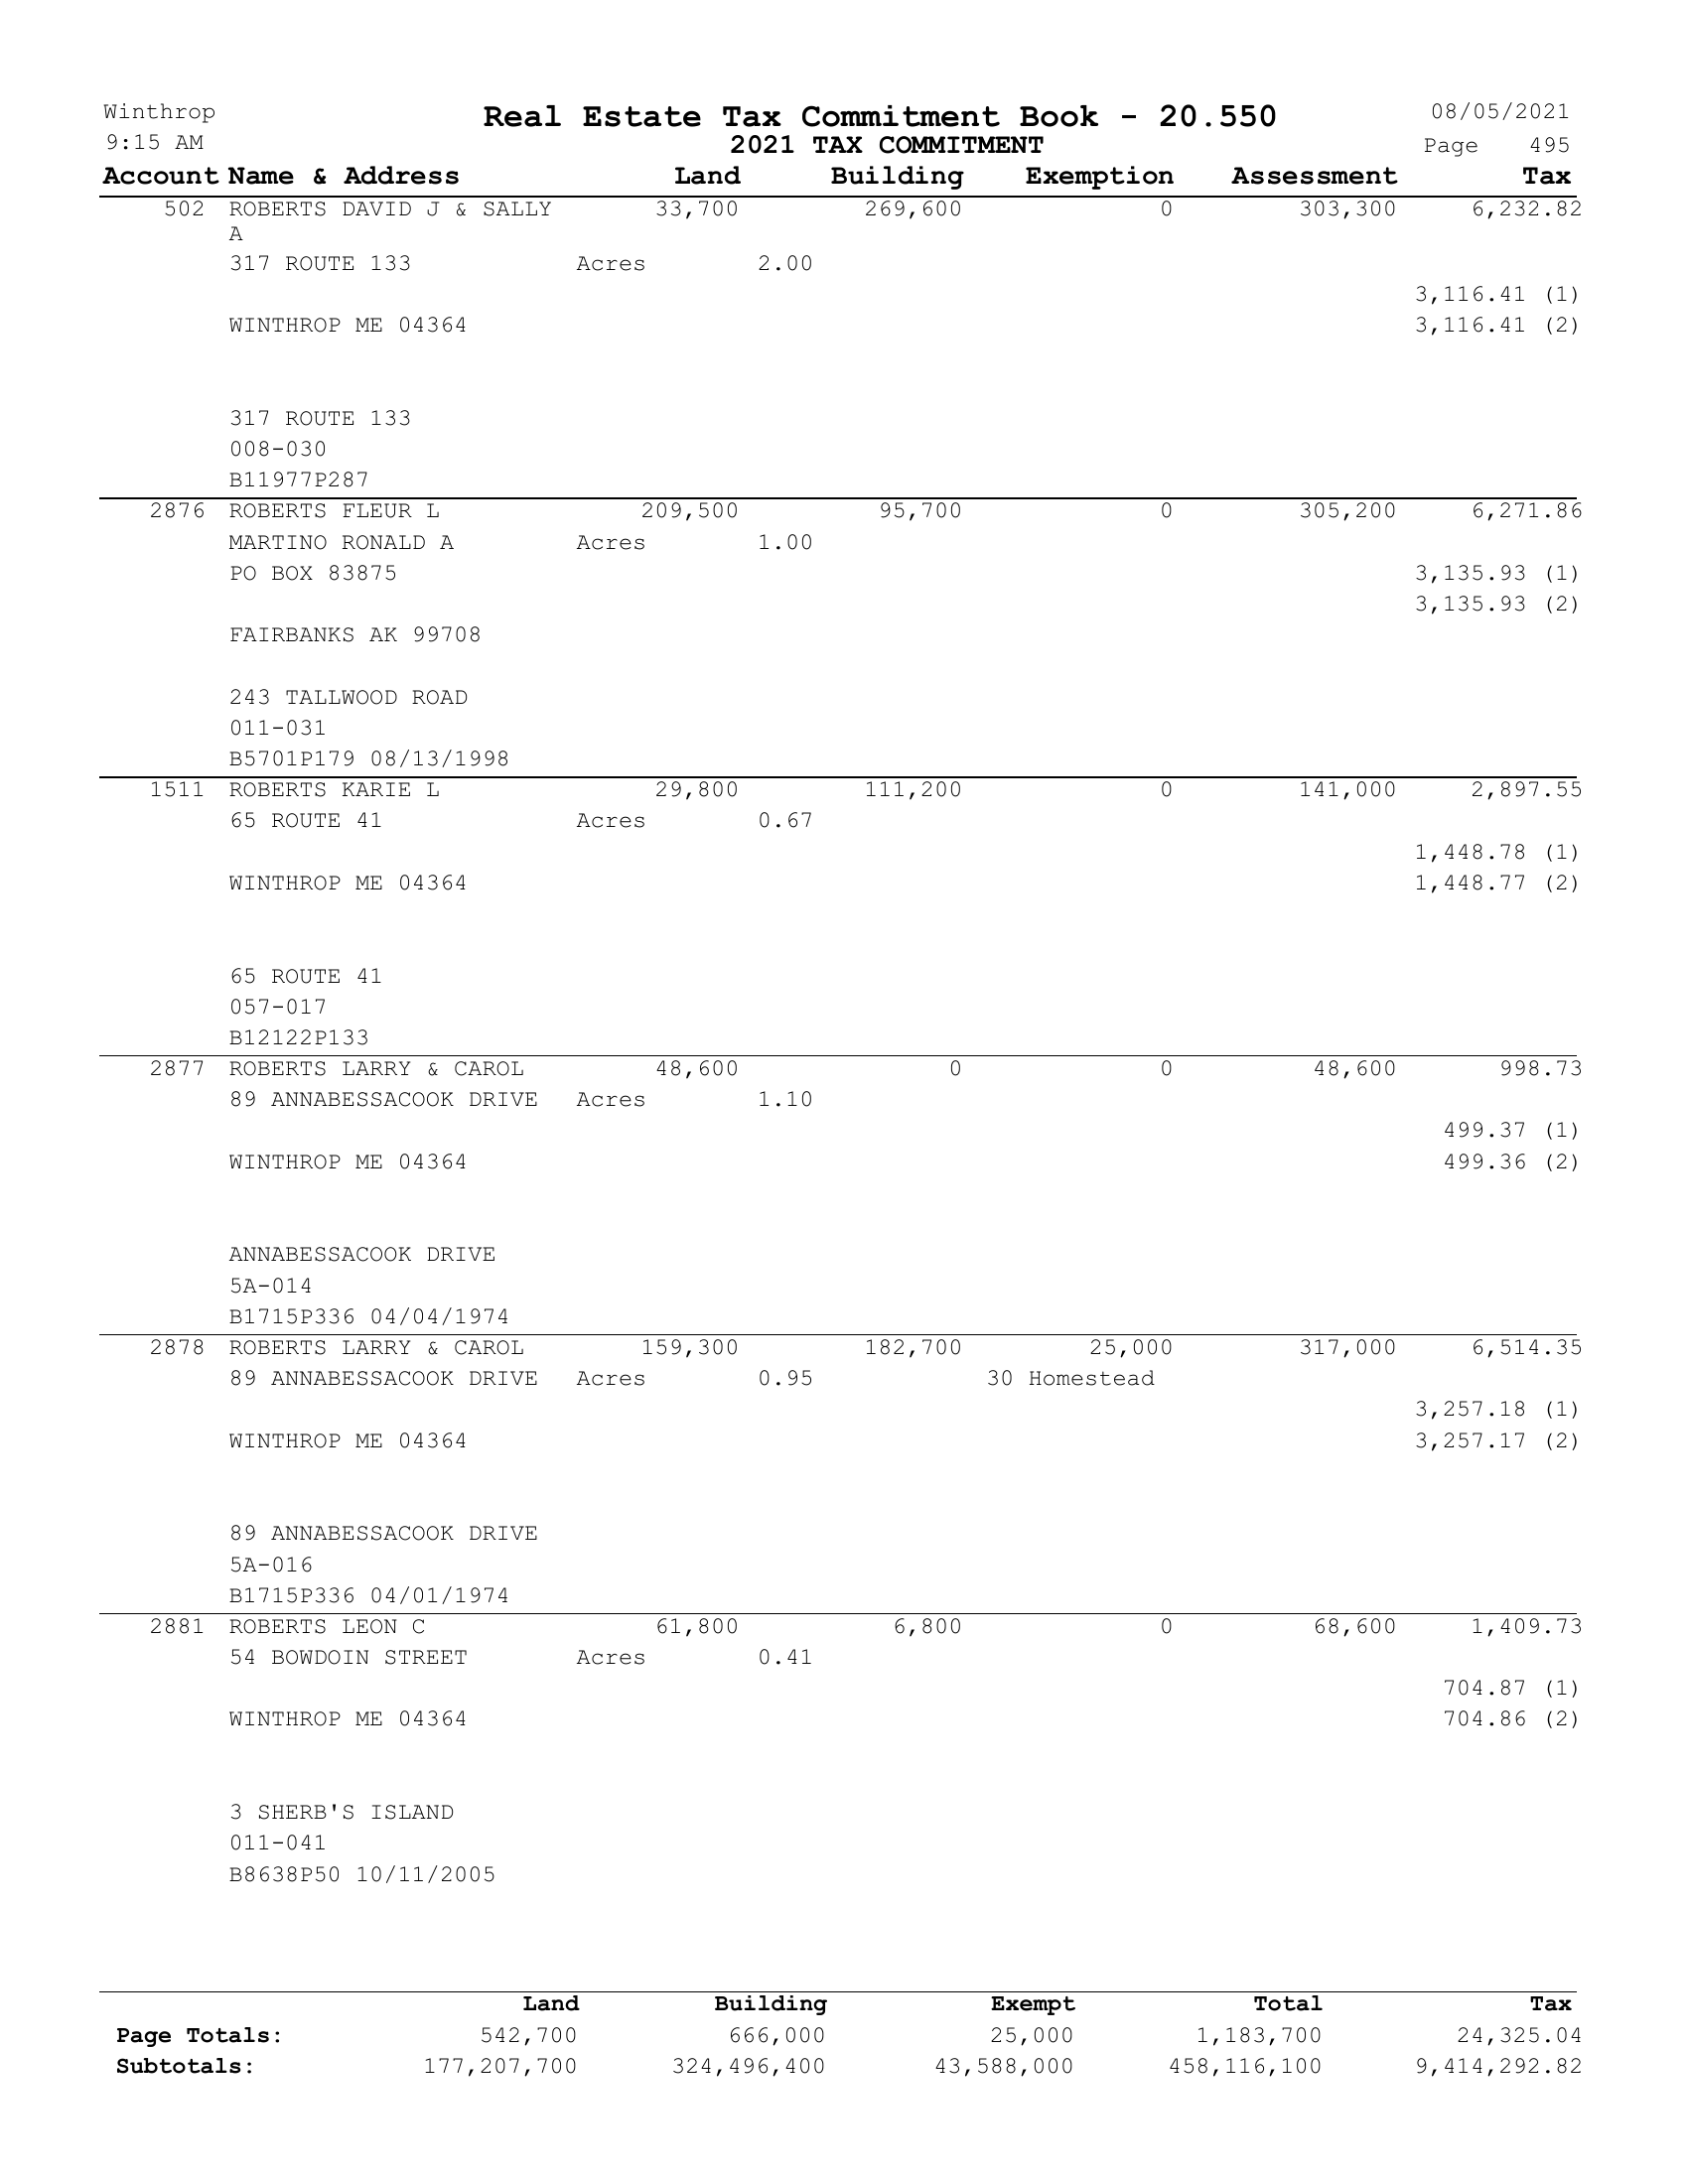 Winthrop Real Estate Tax Commitment Book - 20.550 08/05/2021
9:15 AM 2021 TAX COMMITMENT Page 495
Account Name & Address Land Building Exemption Assessment Tax
502 ROBERTS DAVID J & SALLY 33,700 269,600 0 303,300 6,232.82
A
317 ROUTE 133 Acres 2.00
3,116.41 (1)
WINTHROP ME 04364 3,116.41 (2)
317 ROUTE 133
008-030
B11977P287
2876 ROBERTS FLEUR L 209,500 95,700 0 305,200 6,271.86
MARTINO RONALD A Acres 1.00
PO BOX 83875 3,135.93 (1)
3,135.93 (2)
FAIRBANKS AK 99708
243 TALLWOOD ROAD
011-031
B5701P179 08/13/1998
1511 ROBERTS KARIE L 29,800 111,200 0 141,000 2,897.55
65 ROUTE 41 Acres 0.67
1,448.78 (1)
WINTHROP ME 04364 1,448.77 (2)
65 ROUTE 41
057-017
B12122P133
2877 ROBERTS LARRY & CAROL 48,600 0 0 48,600 998.73
89 ANNABESSACOOK DRIVE Acres 1.10
499.37 (1)
WINTHROP ME 04364 499.36 (2)
ANNABESSACOOK DRIVE
5A-014
B1715P336 04/04/1974
2878 ROBERTS LARRY & CAROL 159,300 182,700 25,000 317,000 6,514.35
89 ANNABESSACOOK DRIVE Acres 0.95 30 Homestead
3,257.18 (1)
WINTHROP ME 04364 3,257.17 (2)
89 ANNABESSACOOK DRIVE
5A-016
B1715P336 04/01/1974
2881 ROBERTS LEON C 61,800 6,800 0 68,600 1,409.73
54 BOWDOIN STREET Acres 0.41
704.87 (1)
WINTHROP ME 04364 704.86 (2)
3 SHERB'S ISLAND
011-041
B8638P50 10/11/2005
Land Building Exempt Total Tax
Page Totals: 542,700 666,000 25,000 1,183,700 24,325.04
Subtotals: 177,207,700 324,496,400 43,588,000 458,116,100 9,414,292.82